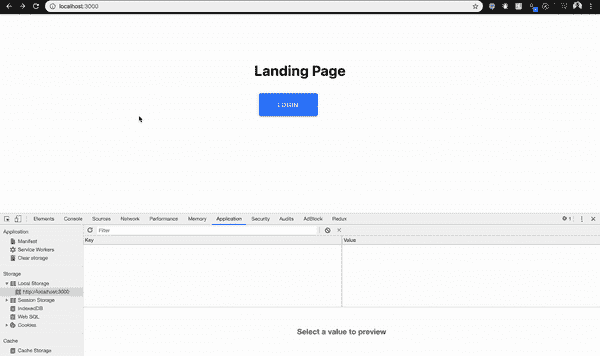 localhost:3000
Landing Page
LOGIN
Elements Console Sources Network Performance Memory Application Security Audits AdBlock Redux 1
Application
Manifest
Service Workers
Clear storage
Storage
Local Storage
http://localhost:3000
Session Storage
IndexedDB
Web SQL
Cookies
Cache
Cache Storage
Filter
Key Value
Select a value to preview